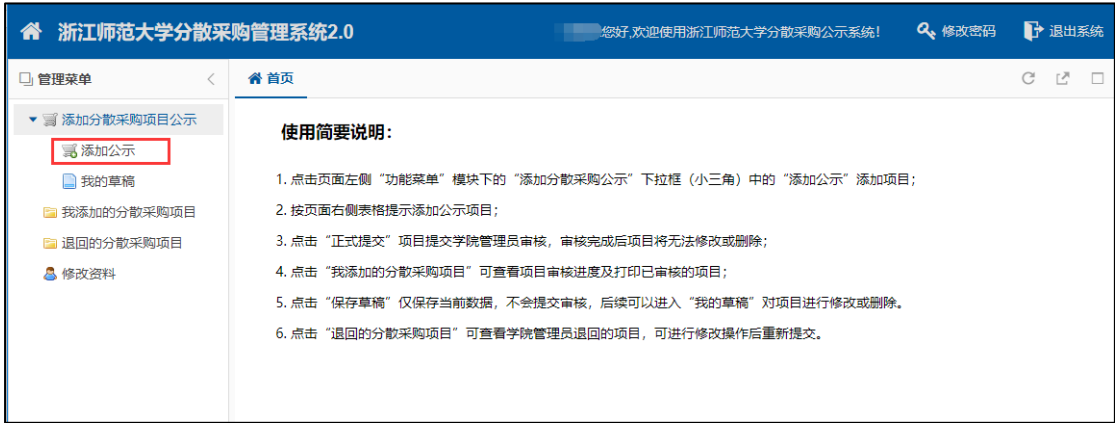 浙江师范大学分散采购管理系统2.0
您好,欢迎使用浙江师范大学分散采购公示系统!
修改密码
退出系统
管理菜单
首页
添加分散采购项目公示
添加公示
我的草稿
我添加的分散采购项目
退回的分散采购项目
修改资料
使用简要说明：
1. 点击页面左侧“功能菜单”模块下的“添加分散采购公示”下拉框（小三角）中的“添加公示”添加项目；
2. 按页面右侧表格提示添加公示项目；
3. 点击“正式提交”项目提交学院管理员审核，审核完成后项目将无法修改或删除；
4. 点击“我添加的分散采购项目”可查看项目审核进度及打印已审核的项目；
5. 点击“保存草稿”仅保存当前数据，不会提交审核，后续可以进入“我的草稿”对项目进行修改或删除。
6. 点击“退回的分散采购项目”可查看学院管理员退回的项目，可进行修改操作后重新提交。